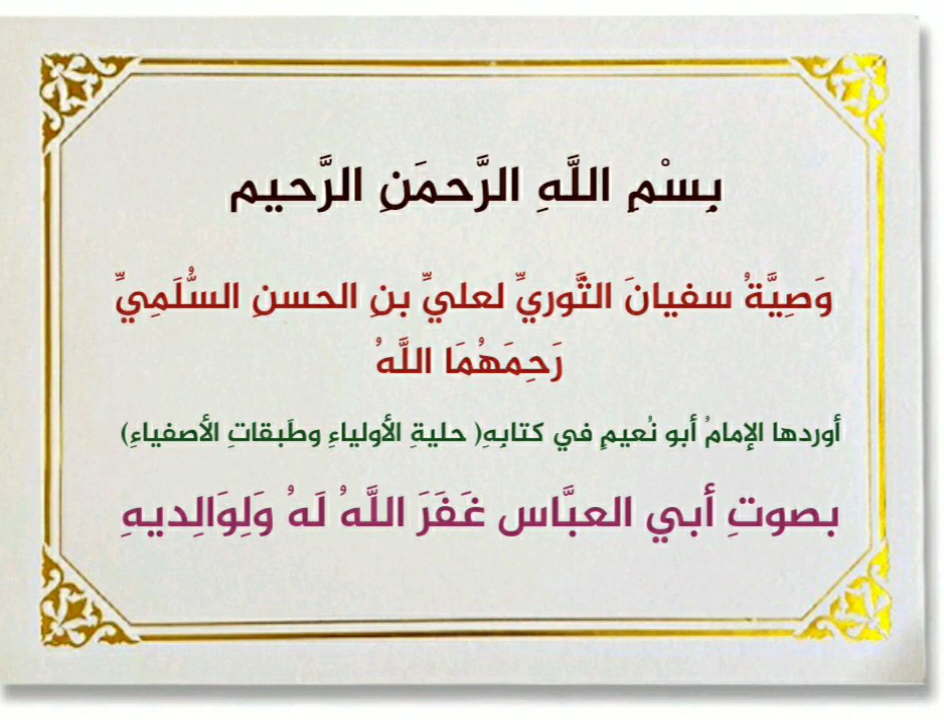 بِسْمِ اللَّهِ الرَّحمَنِ الرَّحيم
وَصِيَّةُ سفيانَ الثَّوريِّ لعليِّ بنِ الحسنِ السُّلَمِيِّ
رَحِمَهُمَا اللَّهُ
أوردها الإمامُ أبو نُعيمٍ في كتابِهِ( حليةِ الأولياءِ وطَبقاتِ الأصفياءِ)
بصوتِ أبي العبَّاس غَفَرَ اللَّهُ لَهُ وَلِوَالِديهِ